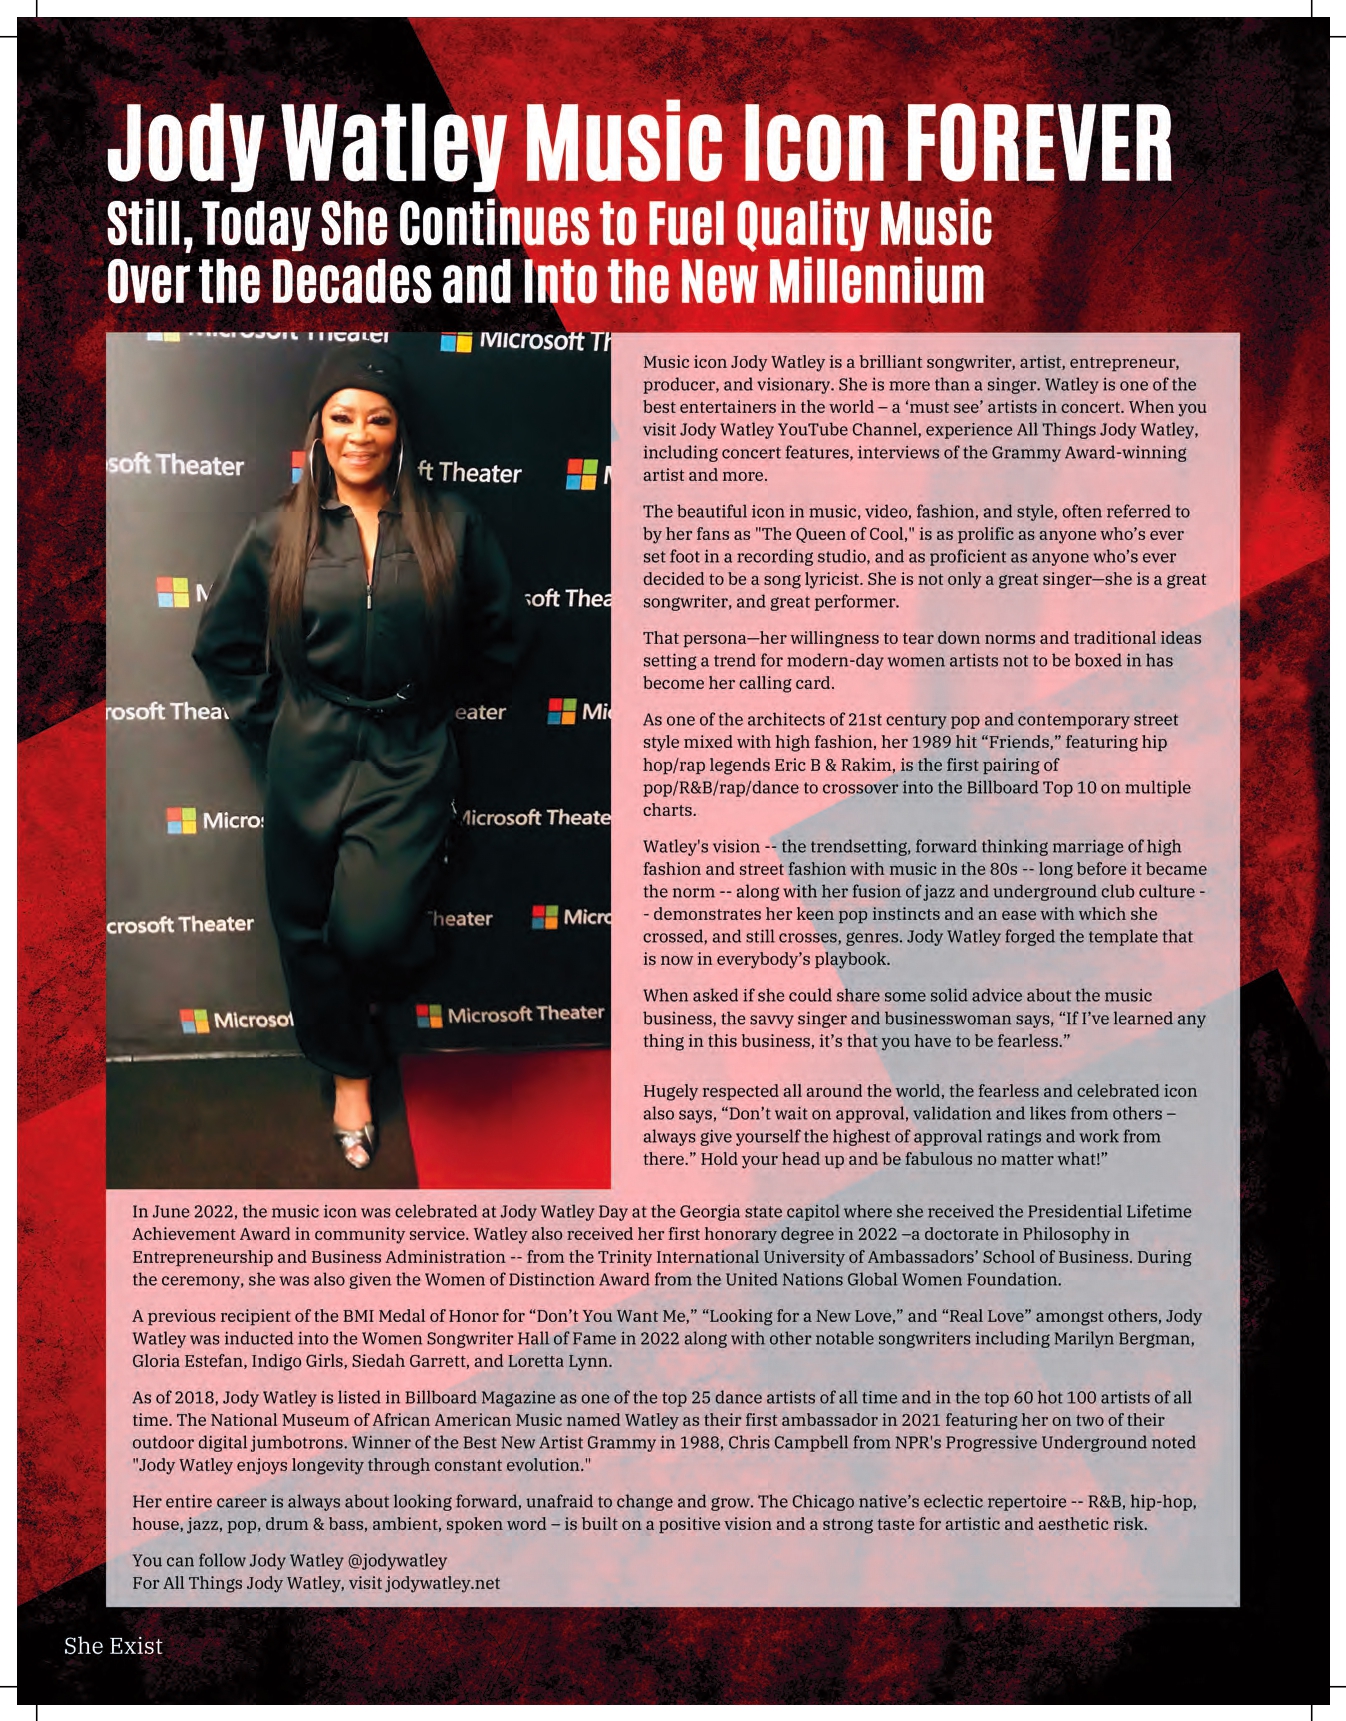 Jody Watley Music Icon FOREVER
Still, Today She Continues to Fuel Quality Music
Over the Decades and Into the New Millennium
Microsoft Theater
Microsoft Th
soft Theater
ft Theater
M
soft Thea
rosoft Thea
eater
Mic
Micros
Microsoft Theate
crosoft Theater
heater
Micro
Microsof
Microsoft Theater
Music icon Jody Watley is a brilliant songwriter, artist, entrepreneur,
producer, and visionary. She is more than a singer. Watley is one of the
best entertainers in the world – a ‘must see’ artists in concert. When you
visit Jody Watley YouTube Channel, experience All Things Jody Watley,
including concert features, interviews of the Grammy Award-winning
artist and more.
The beautiful icon in music, video, fashion, and style, often referred to
by her fans as "The Queen of Cool," is as prolific as anyone who’s ever
set foot in a recording studio, and as proficient as anyone who’s ever
decided to be a song lyricist. She is not only a great singer—she is a great
songwriter, and great performer.
That persona—her willingness to tear down norms and traditional ideas
setting a trend for modern-day women artists not to be boxed in has
become her calling card.
As one of the architects of 21st century pop and contemporary street
style mixed with high fashion, her 1989 hit “Friends,” featuring hip
hop/rap legends Eric B & Rakim, is the first pairing of
pop/R&B/rap/dance to crossover into the Billboard Top 10 on multiple
charts.
Watley's vision -- the trendsetting, forward thinking marriage of high
fashion and street fashion with music in the 80s -- long before it became
the norm -- along with her fusion of jazz and underground club culture -
- demonstrates her keen pop instincts and an ease with which she
crossed, and still crosses, genres. Jody Watley forged the template that
is now in everybody’s playbook.
When asked if she could share some solid advice about the music
business, the savvy singer and businesswoman says, “If I’ve learned any
thing in this business, it’s that you have to be fearless.”
Hugely respected all around the world, the fearless and celebrated icon
also says, “Don’t wait on approval, validation and likes from others –
always give yourself the highest of approval ratings and work from
there.” Hold your head up and be fabulous no matter what!”
In June 2022, the music icon was celebrated at Jody Watley Day at the Georgia state capitol where she received the Presidential Lifetime
Achievement Award in community service. Watley also received her first honorary degree in 2022 –a doctorate in Philosophy in
Entrepreneurship and Business Administration -- from the Trinity International University of Ambassadors’ School of Business. During
the ceremony, she was also given the Women of Distinction Award from the United Nations Global Women Foundation.
A previous recipient of the BMI Medal of Honor for “Don’t You Want Me,” “Looking for a New Love,” and “Real Love” amongst others, Jody
Watley was inducted into the Women Songwriter Hall of Fame in 2022 along with other notable songwriters including Marilyn Bergman,
Gloria Estefan, Indigo Girls, Siedah Garrett, and Loretta Lynn.
As of 2018, Jody Watley is listed in Billboard Magazine as one of the top 25 dance artists of all time and in the top 60 hot 100 artists of all
time. The National Museum of African American Music named Watley as their first ambassador in 2021 featuring her on two of their
outdoor digital jumbotrons. Winner of the Best New Artist Grammy in 1988, Chris Campbell from NPR's Progressive Underground noted
"Jody Watley enjoys longevity through constant evolution."
Her entire career is always about looking forward, unafraid to change and grow. The Chicago native’s eclectic repertoire -- R&B, hip-hop,
house, jazz, pop, drum & bass, ambient, spoken word – is built on a positive vision and a strong taste for artistic and aesthetic risk.
You can follow Jody Watley @jodywatley
For All Things Jody Watley, visit jodywatley.net
She Exist